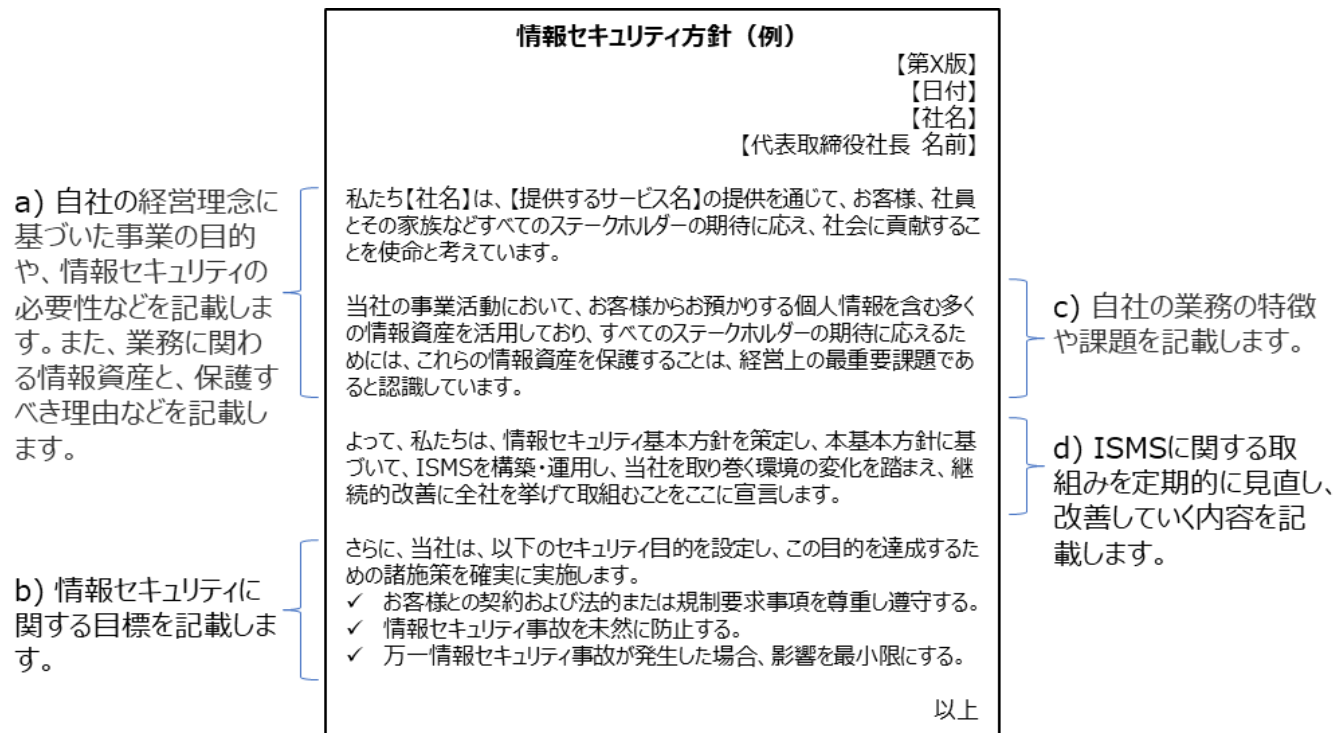 情報セキュリティ方針（例）
【第X版】
【日付】
【社名】
【代表取締役社長 名前】
a) 自社の経営理念に
基づいた事業の目的
や、情報セキュリティの
必要性などを記載しま
す。また、業務に関わ
る情報資産と、保護す
べき理由などを記載し
ます。
私たち【社名】は、【提供するサービス名】の提供を通じて、お客様、社員
とその家族などすべてのステークホルダーの期待に応え、社会に貢献するこ
とを使命と考えています。
当社の事業活動において、お客様からお預かりする個人情報を含む多く
の情報資産を活用しており、すべてのステークホルダーの期待に応えるた
めには、これらの情報資産を保護することは、経営上の最重要課題であ
ると認識しています。
c) 自社の業務の特徴
や課題を記載します。
よって、私たちは、情報セキュリティ基本方針を策定し、本基本方針に基
づいて、ISMSを構築・運用し、当社を取り巻く環境の変化を踏まえ、継
続的改善に全社を挙げて取組むことをここに宣言します。
d) ISMSに関する取
組みを定期的に見直し、
改善していく内容を記
載します。
b) 情報セキュリティに
関する目標を記載しま
す。
さらに、当社は、以下のセキュリティ目的を設定し、この目的を達成するた
めの諸施策を確実に実施します。
✓ お客様との契約および法的または規制要求事項を尊重し遵守する。
✓ 情報セキュリティ事故を未然に防止する。
✓ 万一情報セキュリティ事故が発生した場合、影響を最小限にする。
以上